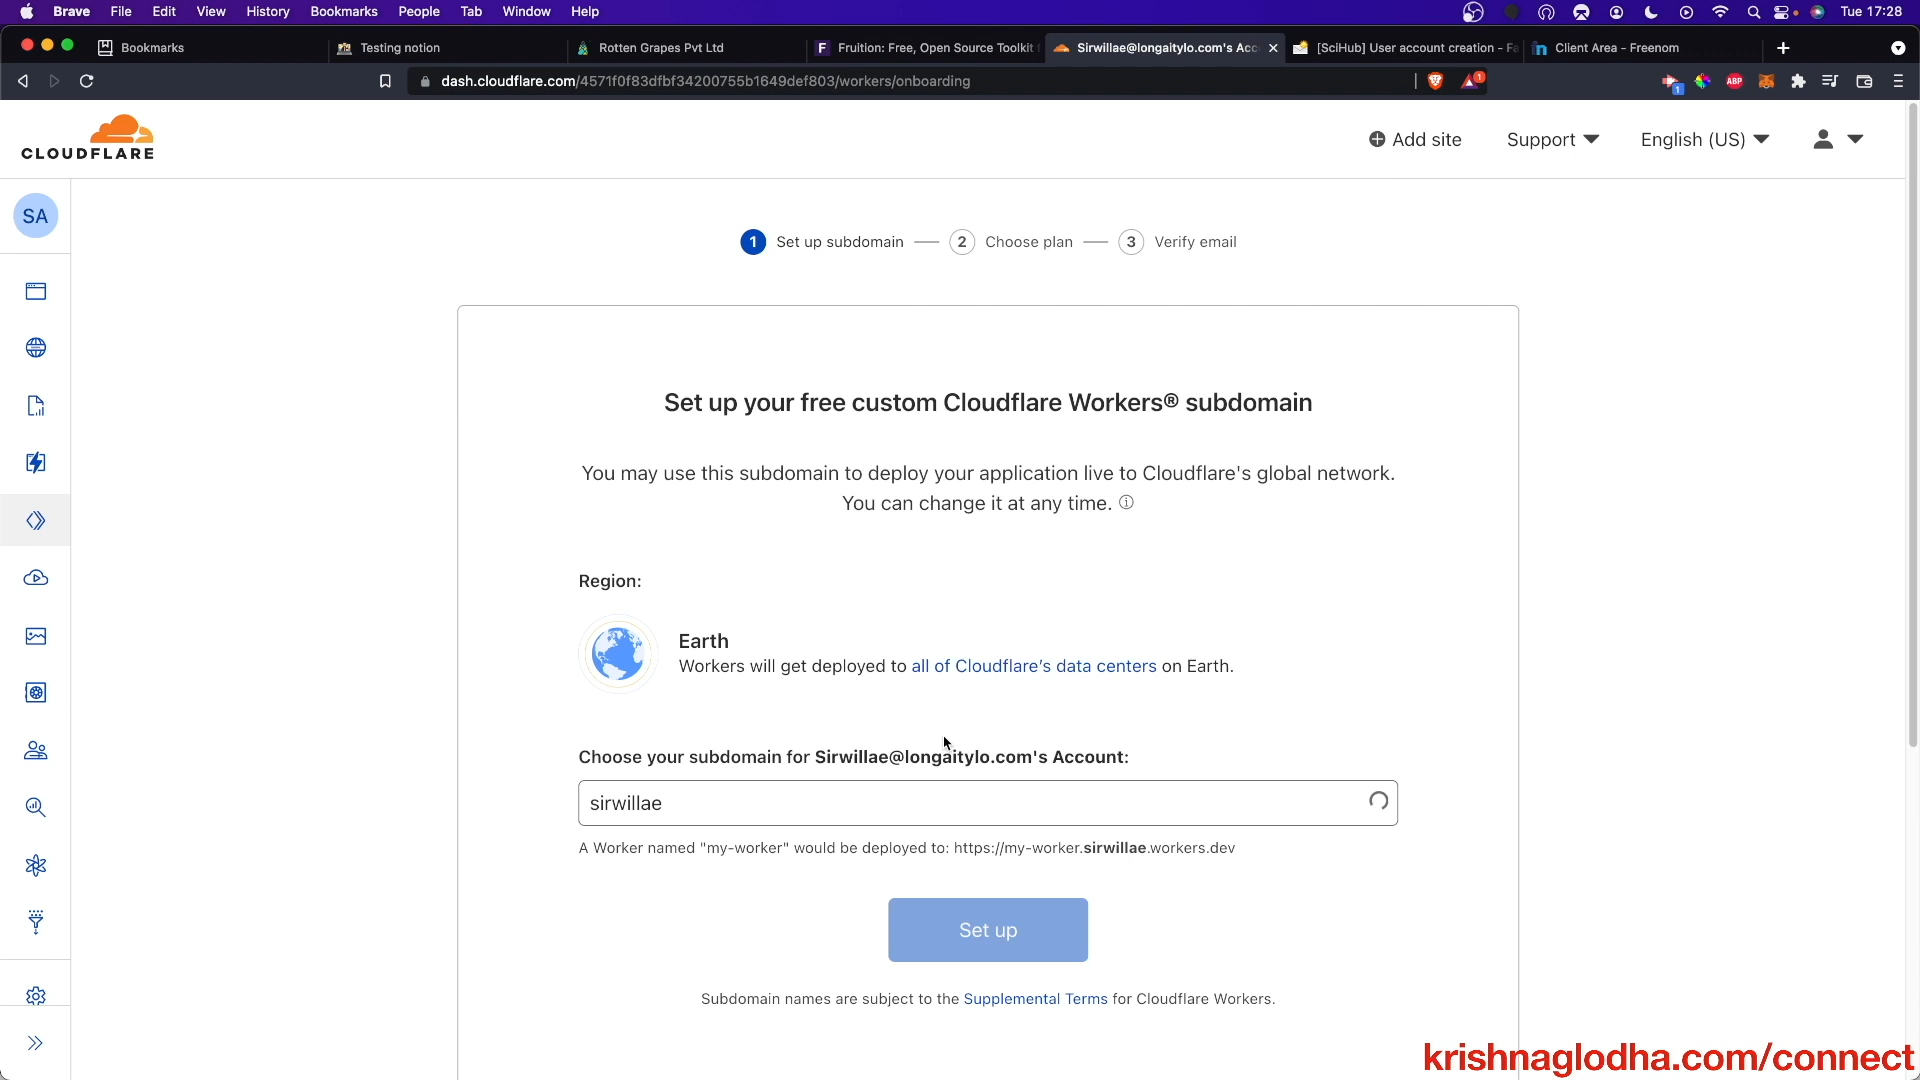 Brave File Edit View History Bookmarks People Tab Window Help Tue 17:28
Bookmarks Testing notion Rotten Grapes Pvt Ltd Fruition: Free, Open Source Toolkit Sirwillae@longaitylo.com's Acc [SciHub] User account creation - Fa Client Area - Freenom
dash.cloudflare.com/4571f0f83dfbf34200755b1649def803/workers/onboarding
1
1
ABP
CLOUDFLARE
Add site Support English (US)
SA
1 Set up subdomain 2 Choose plan 3 Verify email
Set up your free custom Cloudflare Workers® subdomain
You may use this subdomain to deploy your application live to Cloudflare's global network.
You can change it at any time.
Region:
Earth
Workers will get deployed to all of Cloudflare's data centers on Earth.
Choose your subdomain for Sirwillae@longaitylo.com's Account:
sirwillae
A Worker named "my-worker" would be deployed to: https://my-worker.sirwillae.workers.dev
Set up
Subdomain names are subject to the Supplemental Terms for Cloudflare Workers.
krishnaglodha.com/connect